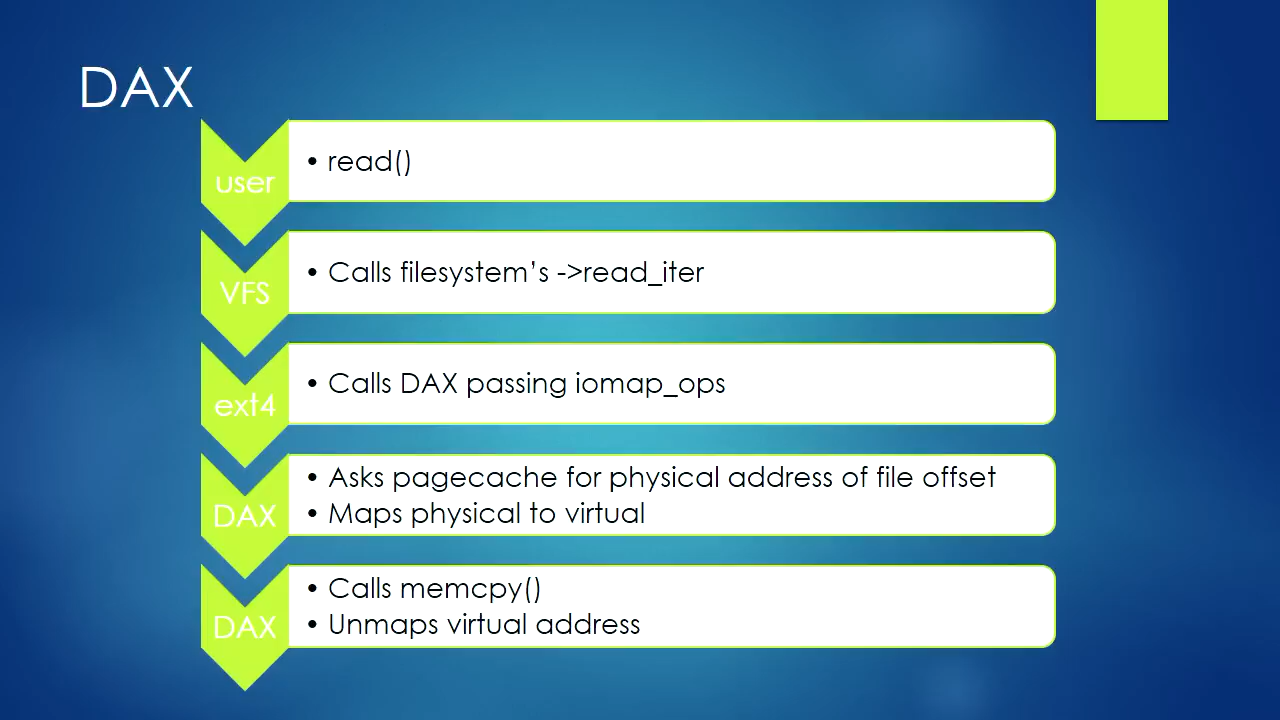 DAX
user
• read()
VFS
• Calls filesystem’s ->read_iter
ext4
• Calls DAX passing iomap_ops
DAX
• Asks pagecache for physical address of file offset
• Maps physical to virtual
DAX
• Calls memcpy()
• Unmaps virtual address